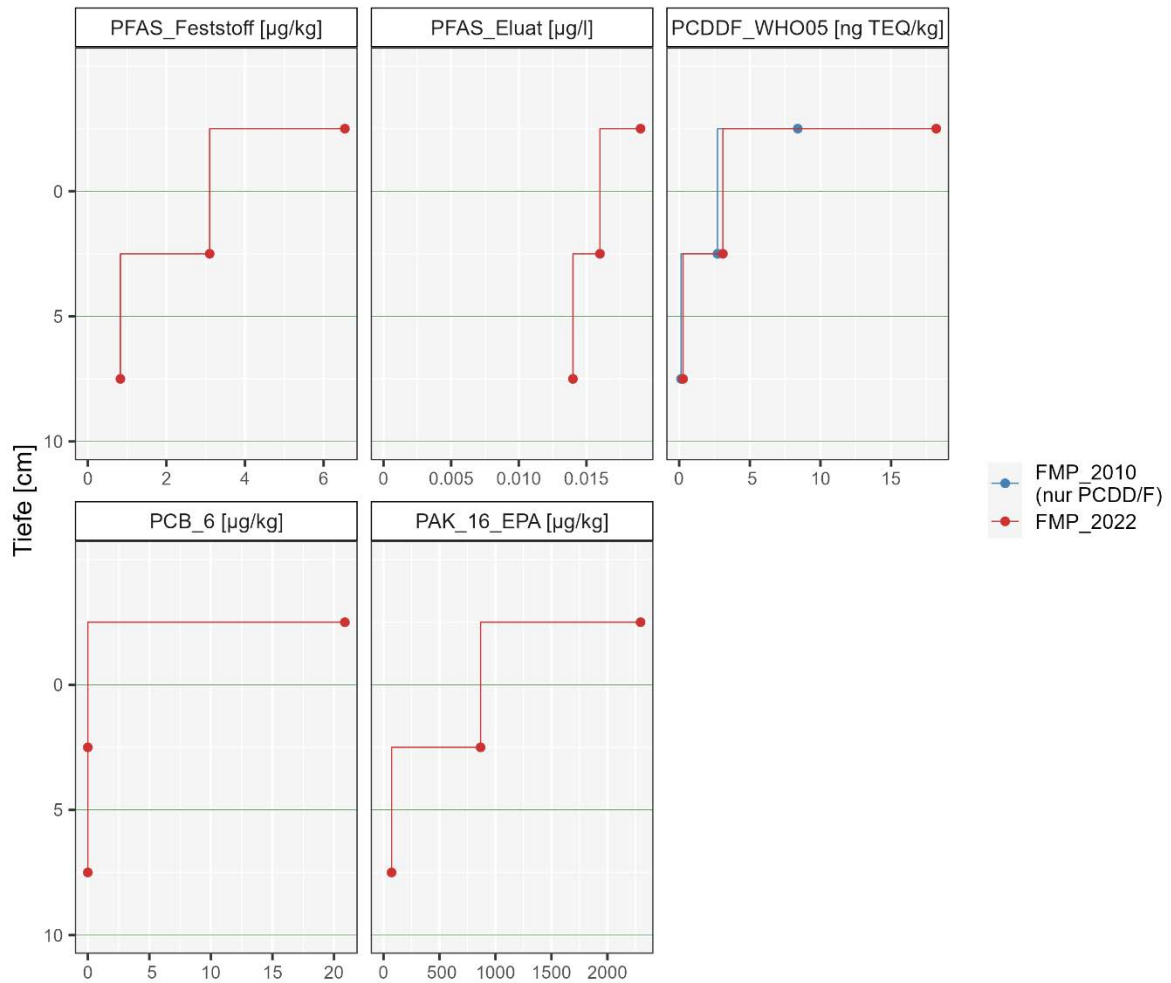 PFAS_Feststoff [µg/kg]
PFAS_Eluat [µg/l]
PCDDF_WHO05 [ng TEQ/kg]
0
5
10
0 2 4 6
0 0.005 0.010 0.015
0 5 10 15
Tiefe [cm]
FMP_2010
(nur PCDD/F)
FMP_2022
PCB_6 [µg/kg]
PAK_16_EPA [µg/kg]
0
5
10
0 5 10 15 20
0 500 1000 1500 2000